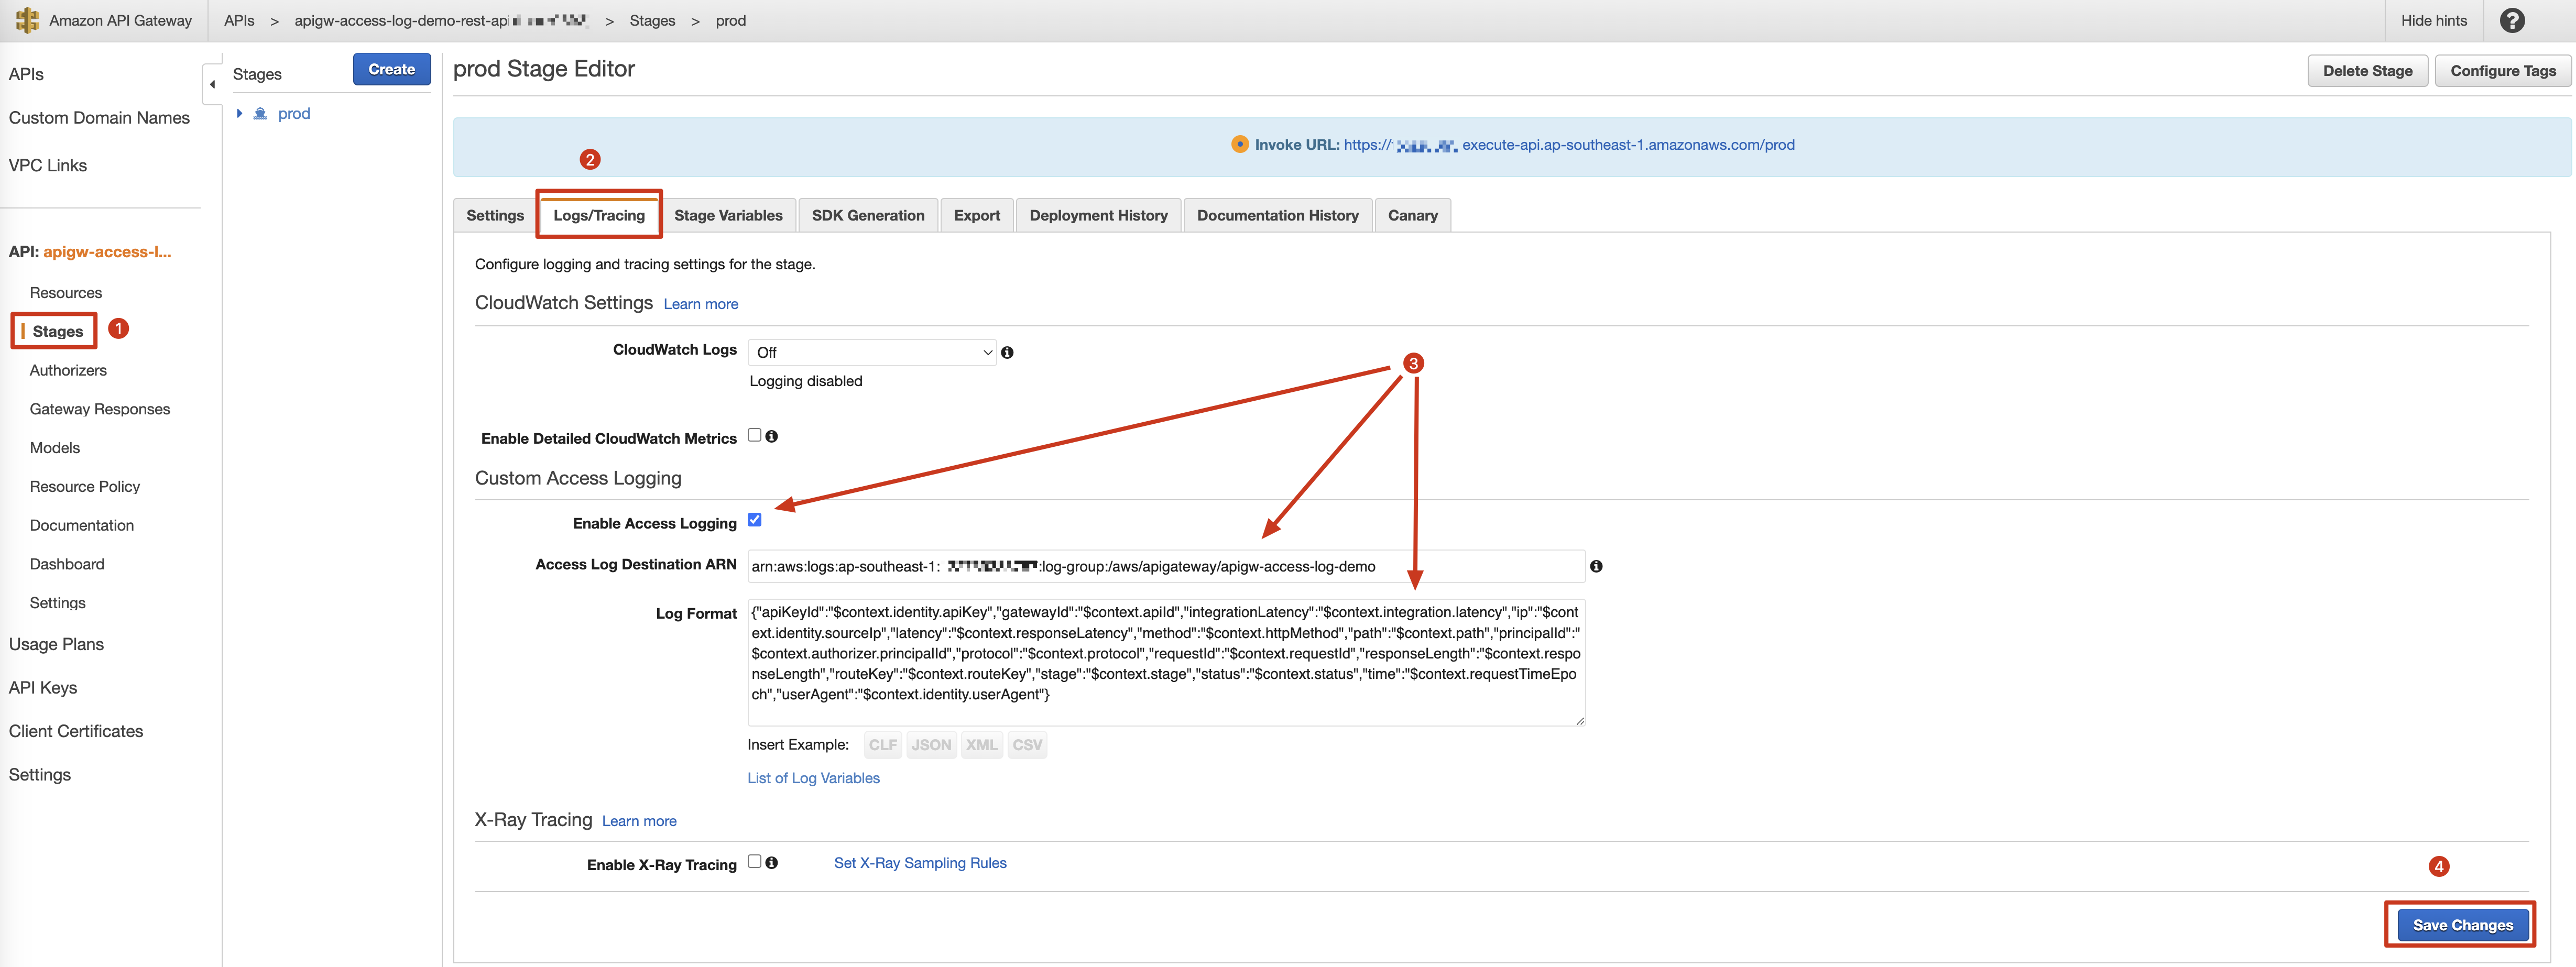 Amazon API Gateway
APIs > apigw-access-log-demo-rest-api > Stages > prod
Hide hints
?
APIs
Custom Domain Names
VPC Links
API: apigw-access-l...
Resources
Stages
1
Authorizers
Gateway Responses
Models
Resource Policy
Documentation
Dashboard
Settings
Usage Plans
API Keys
Client Certificates
Settings
Stages
Create
prod
prod Stage Editor
Delete Stage
Configure Tags
Invoke URL: https:// execute-api.ap-southeast-1.amazonaws.com/prod
2
Settings
Logs/Tracing
Stage Variables
SDK Generation
Export
Deployment History
Documentation History
Canary
Configure logging and tracing settings for the stage.
CloudWatch Settings Learn more
CloudWatch Logs
Off
Logging disabled
3
Enable Detailed CloudWatch Metrics
Custom Access Logging
Enable Access Logging
Access Log Destination ARN
arn:aws:logs:ap-southeast-1: :log-group:/aws/apigateway/apigw-access-log-demo
Log Format
{"apiKeyId":"$context.identity.apiKey","gatewayId":"$context.apiId","integrationLatency":"$context.integration.latency","ip":"$cont
ext.identity.sourceIp","latency":"$context.responseLatency","method":"$context.httpMethod","path":"$context.path","principalId":"
$context.authorizer.principalId","protocol":"$context.protocol","requestId":"$context.requestId","responseLength":"$context.respo
nseLength","routeKey":"$context.routeKey","stage":"$context.stage","status":"$context.status","time":"$context.requestTimeEpo
ch","userAgent":"$context.identity.userAgent"}
Insert Example: CLF JSON XML CSV
List of Log Variables
X-Ray Tracing Learn more
Enable X-Ray Tracing
Set X-Ray Sampling Rules
4
Save Changes